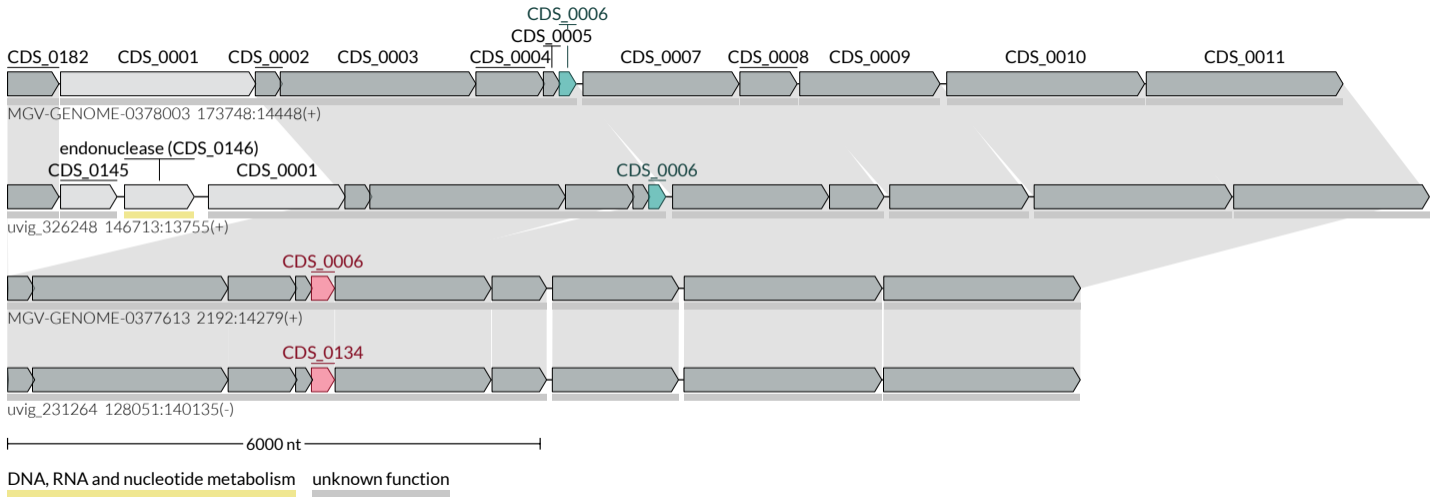 CDS_0006
CDS_0005
CDS_0182 CDS_0001 CDS_0002 CDS_0003 CDS_0004 CDS_0007 CDS_0008 CDS_0009 CDS_0010 CDS_0011
MGV-GENOME-0378003 173748:14448(+)
endonuclease (CDS_0146)
CDS_0145 CDS_0001 CDS_0006
uvig_326248 146713:13755(+)
CDS_0006
MGV-GENOME-0377613 2192:14279(+)
CDS_0134
uvig_231264 128051:140135(-)
6000 nt
DNA, RNA and nucleotide metabolism unknown function